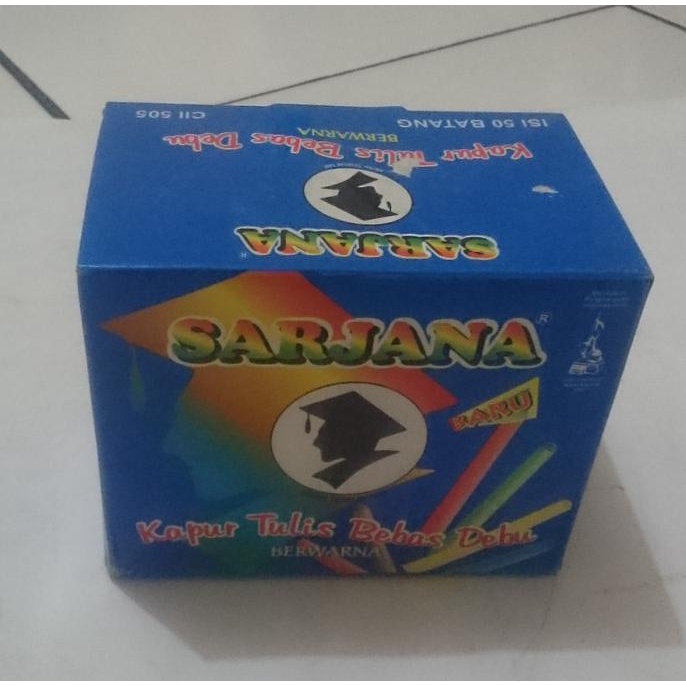 CII 505
ISI 50 BATANG
BERWARNA
Kapur Tulis Bebas Debu
SARJANA
®
SARJANA
®
BARU
Kapur Tulis Bebas Debu
BERWARNA